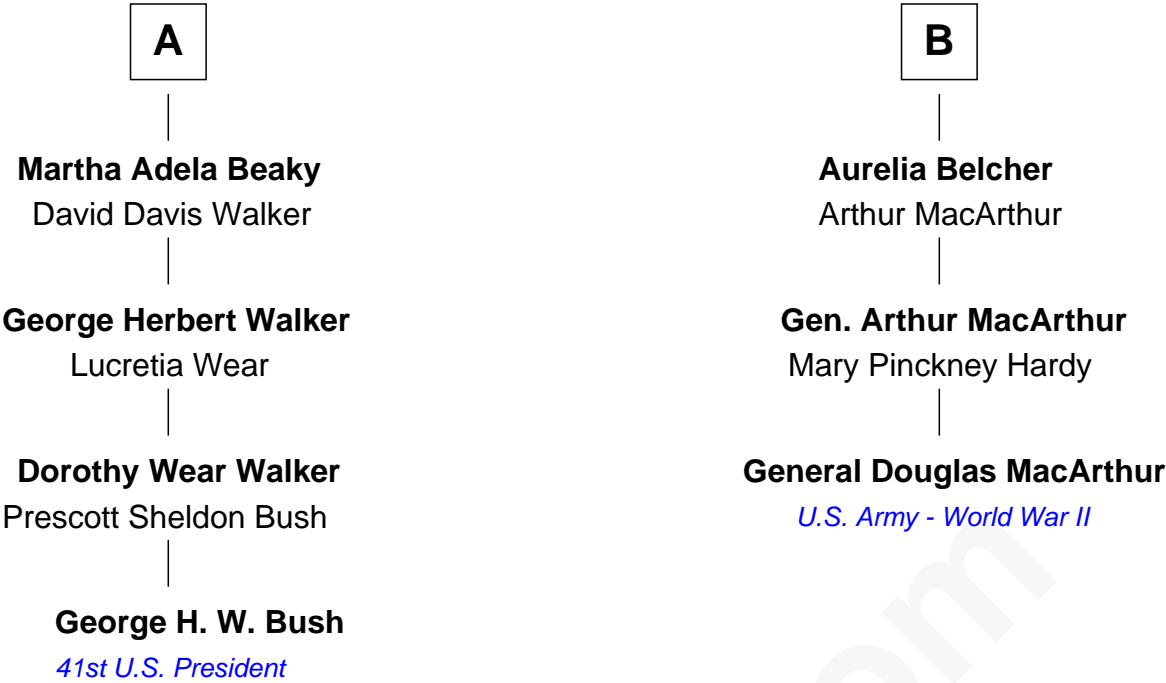 A
Martha Adela Beaky
David Davis Walker
George Herbert Walker
Lucretia Wear
Dorothy Wear Walker
Prescott Sheldon Bush
George H. W. Bush
41st U.S. President
B
Aurelia Belcher
Arthur MacArthur
Gen. Arthur MacArthur
Mary Pinckney Hardy
General Douglas MacArthur
U.S. Army - World War II
om